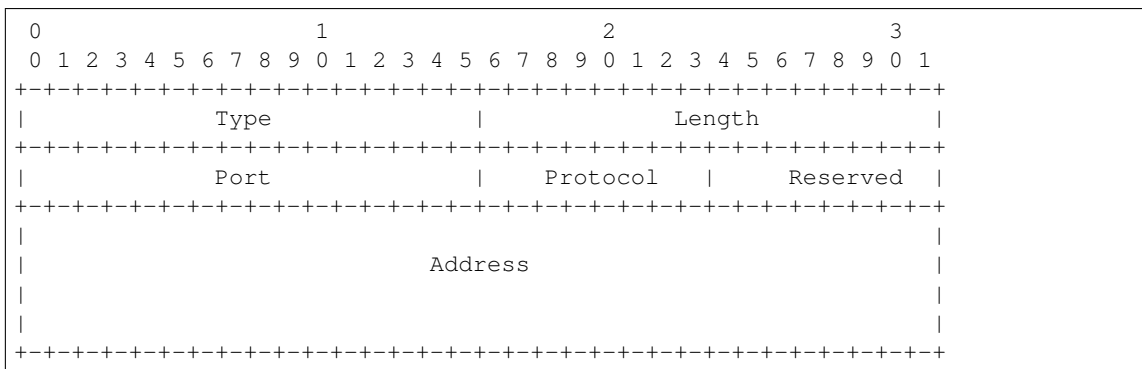 0                   1                   2                   3
 0 1 2 3 4 5 6 7 8 9 0 1 2 3 4 5 6 7 8 9 0 1 2 3 4 5 6 7 8 9 0 1
+-+-+-+-+-+-+-+-+-+-+-+-+-+-+-+-+-+-+-+-+-+-+-+-+-+-+-+-+-+-+-+-+
|             Type              |             Length            |
+-+-+-+-+-+-+-+-+-+-+-+-+-+-+-+-+-+-+-+-+-+-+-+-+-+-+-+-+-+-+-+-+
|             Port              |    Protocol   |     Reserved  |
+-+-+-+-+-+-+-+-+-+-+-+-+-+-+-+-+-+-+-+-+-+-+-+-+-+-+-+-+-+-+-+-+
|                                                               |
|                            Address                            |
|                                                               |
|                                                               |
+-+-+-+-+-+-+-+-+-+-+-+-+-+-+-+-+-+-+-+-+-+-+-+-+-+-+-+-+-+-+-+-+